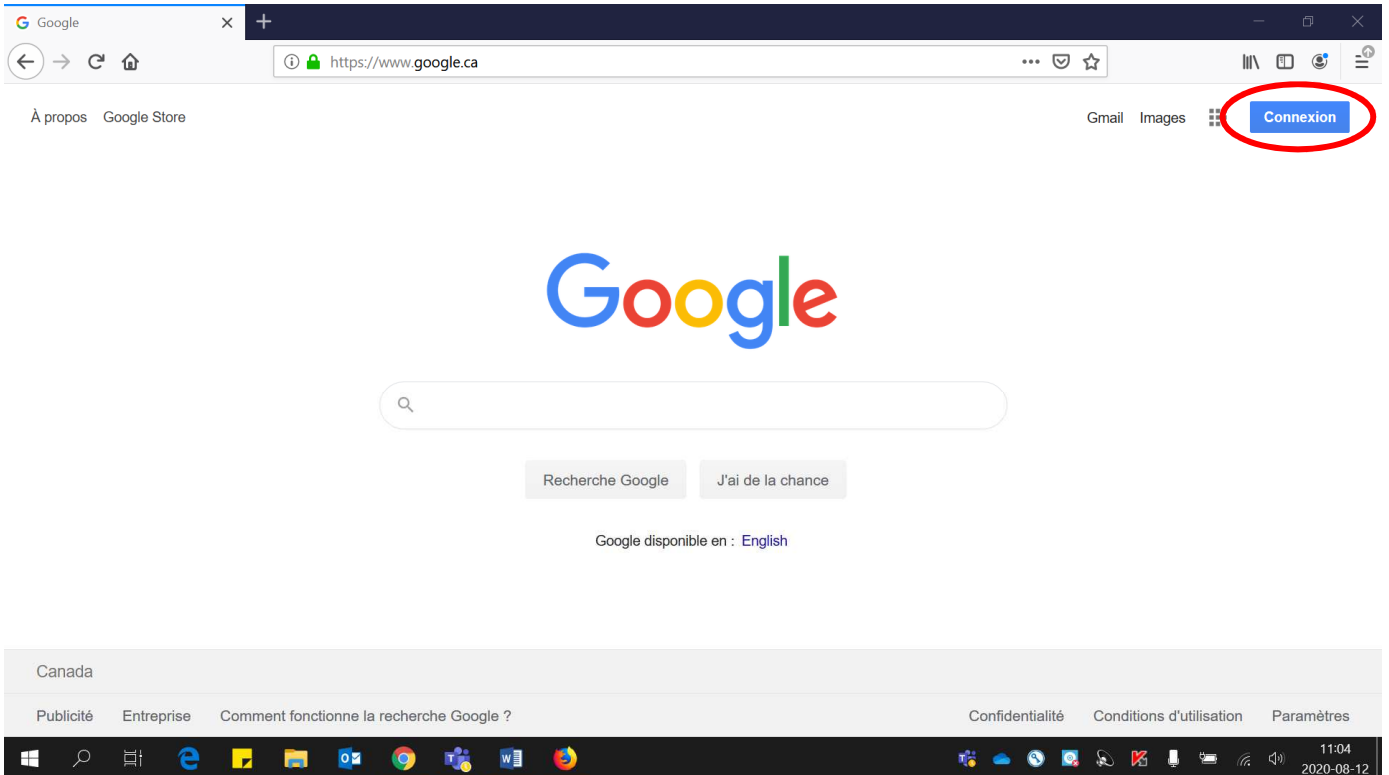 Google
https://www.google.ca
À propos Google Store
Gmail Images
Connexion
Google
Recherche Google J'ai de la chance
Google disponible en : English
Canada
Publicité Entreprise Comment fonctionne la recherche Google ?
Confidentialité Conditions d'utilisation Paramètres
11:04
2020-08-12